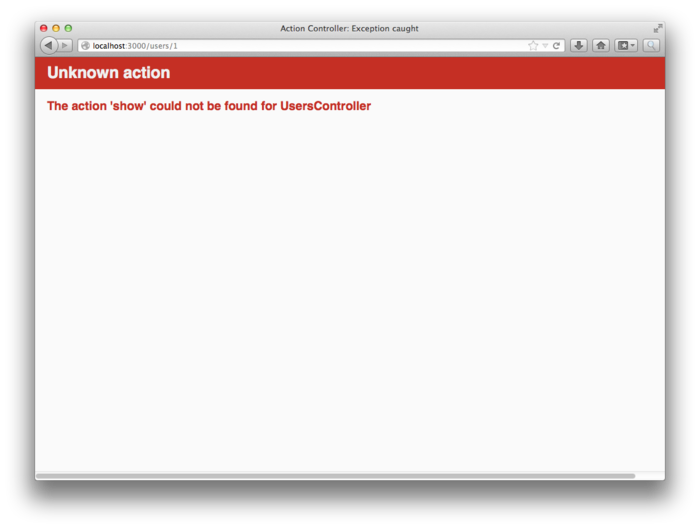 Action Controller: Exception caught
localhost:3000/users/1
Unknown action
The action 'show' could not be found for UsersController